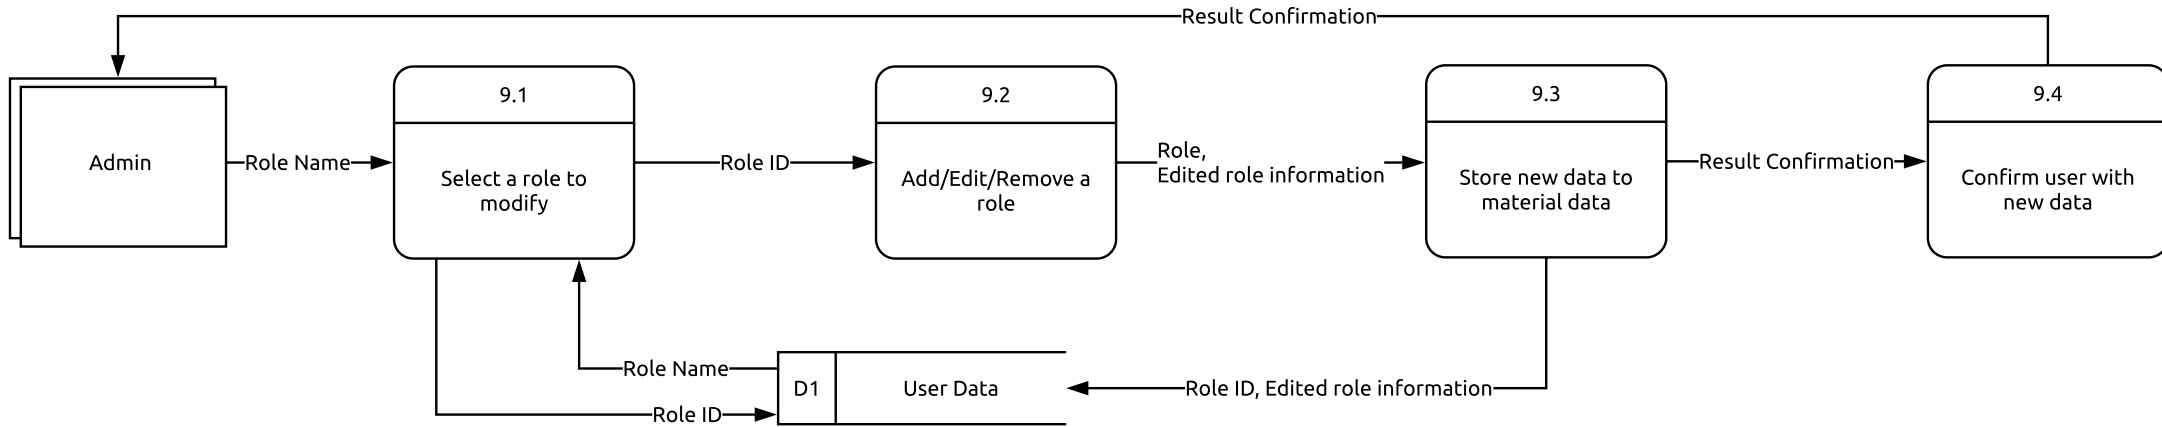 Result Confirmation
9.1
9.2
9.3
9.4
Admin
Role Name
Select a role to
modify
Role ID
Add/Edit/Remove a
role
Role,
Edited role information
Store new data to
material data
Result Confirmation
Confirm user with
new data
Role Name
Role ID
D1
User Data
Role ID, Edited role information